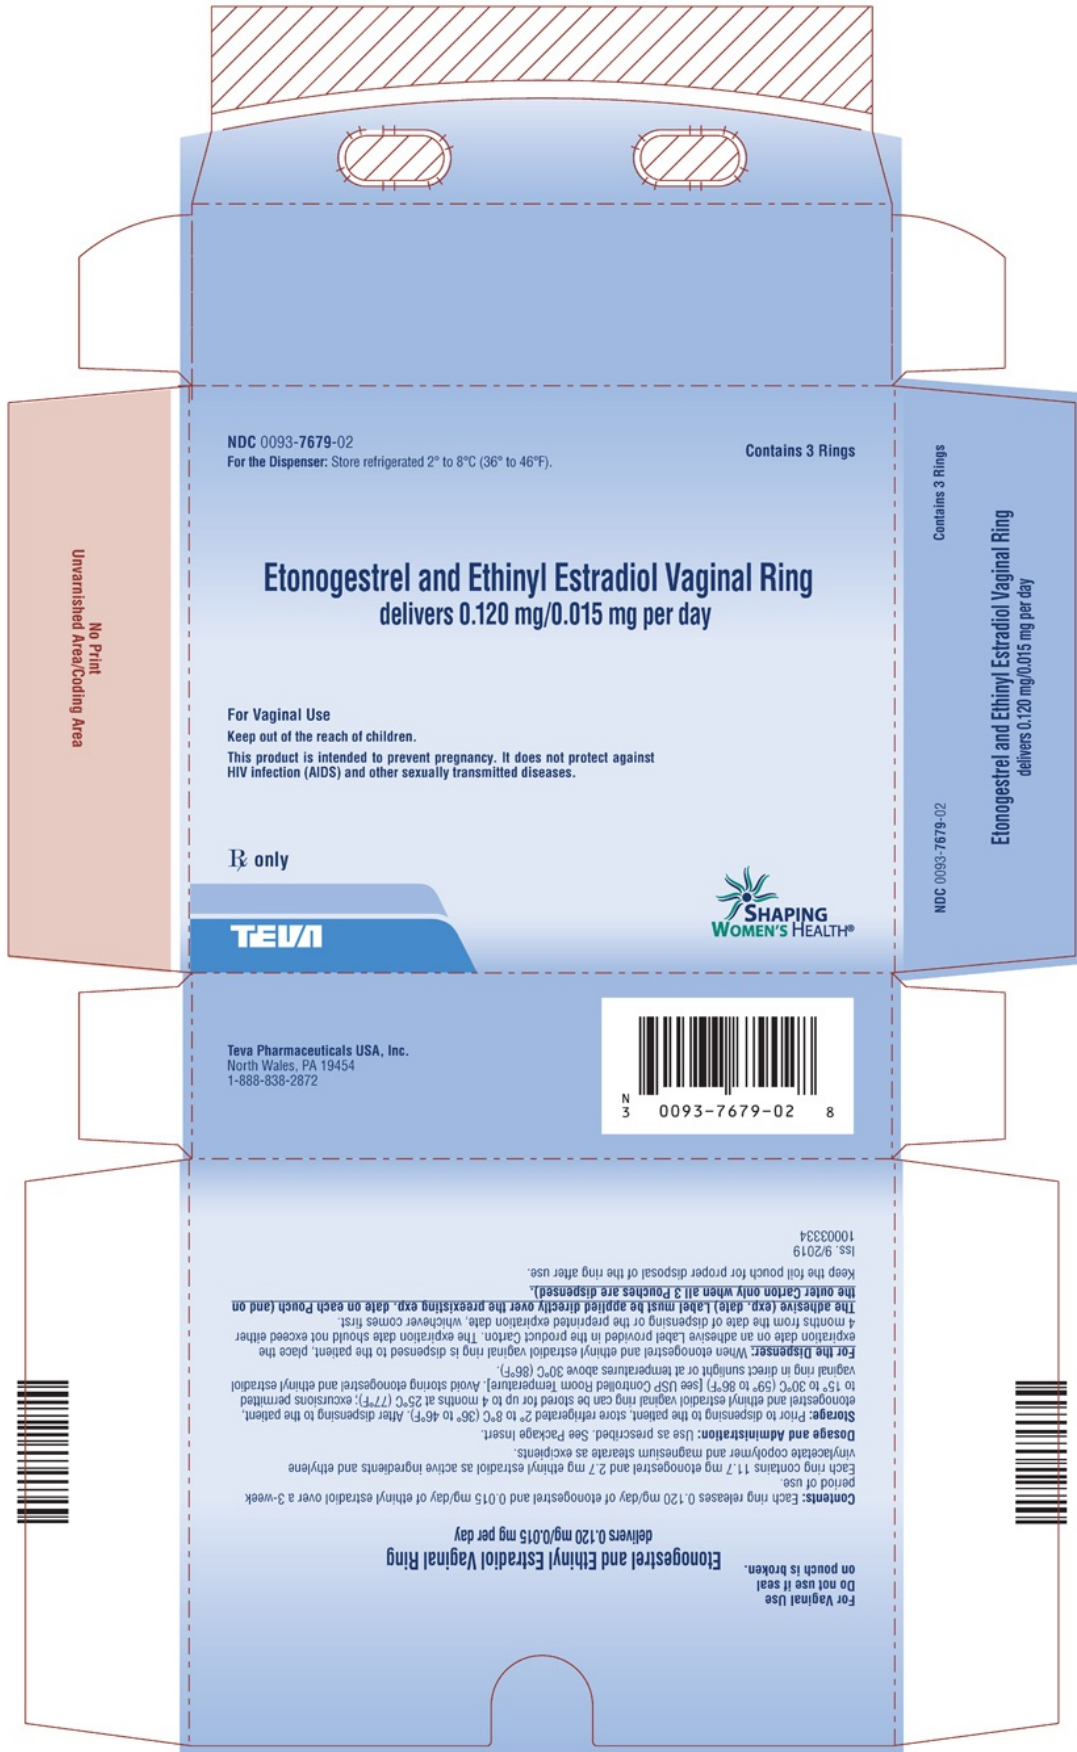 NDC 0093-7679-02
For the Dispenser: Store refrigerated 2° to 8°C (36° to 46°F).
Contains 3 Rings
Etonogestrel and Ethinyl Estradiol Vaginal Ring
delivers 0.120 mg/0.015 mg per day
For Vaginal Use
Keep out of the reach of children.
This product is intended to prevent pregnancy. It does not protect against
HIV infection (AIDS) and other sexually transmitted diseases.
℞ only
TEVA
SHAPING
WOMEN'S HEALTH®
No Print
Unvarnished Area/Coding Area
Contains 3 Rings
Etonogestrel and Ethinyl Estradiol Vaginal Ring
delivers 0.120 mg/0.015 mg per day
NDC 0093-7679-02
Teva Pharmaceuticals USA, Inc.
North Wales, PA 19454
1-888-838-2872
N
3 0093-7679-02 8
For Vaginal Use
Do not use if seal
on pouch is broken.
Etonogestrel and Ethinyl Estradiol Vaginal Ring
delivers 0.120 mg/0.015 mg per day
Contents: Each ring releases 0.120 mg/day of etonogestrel and 0.015 mg/day of ethinyl estradiol over a 3-week
period of use.
Each ring contains 11.7 mg etonogestrel and 2.7 mg ethinyl estradiol as active ingredients and ethylene
vinylacetate copolymer and magnesium stearate as excipients.
Dosage and Administration: Use as prescribed. See Package Insert.
Storage: Prior to dispensing to the patient, store refrigerated 2° to 8°C (36° to 46°F). After dispensing to the patient,
etonogestrel and ethinyl estradiol vaginal ring can be stored for up to 4 months at 25°C (77°F); excursions permitted
to 15° to 30°C (59° to 86°F) [see USP Controlled Room Temperature]. Avoid storing etonogestrel and ethinyl estradiol
vaginal ring in direct sunlight or at temperatures above 30°C (86°F).
For the Dispenser: When etonogestrel and ethinyl estradiol vaginal ring is dispensed to the patient, place the
expiration date on an adhesive Label provided in the product Carton. The expiration date should not exceed either
4 months from the date of dispensing or the preprinted expiration date, whichever comes first.
The adhesive (exp. date) Label must be applied directly over the preexisting exp. date on each Pouch (and on
the outer Carton only when all 3 Pouches are dispensed).
Keep the foil pouch for proper disposal of the ring after use.
Iss. 9/2019
10003334